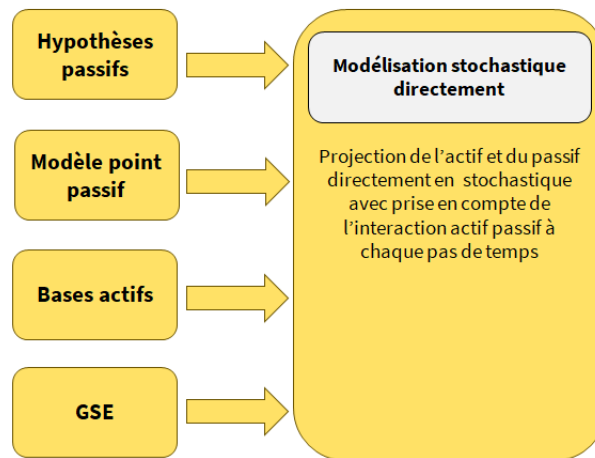 Hypothèses
passifs
Modèle point
passif
Bases actifs
GSE
Modélisation stochastique
directement
Projection de l'actif et du passif
directement en stochastique
avec prise en compte de
l'interaction actif passif à
chaque pas de temps